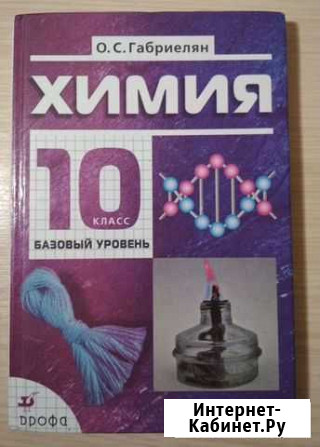 О. С. Габриелян
ХИМИЯ
10
КЛАСС
БАЗОВЫЙ УРОВЕНЬ
дрофа
Интернет-
Кабинет.Ру